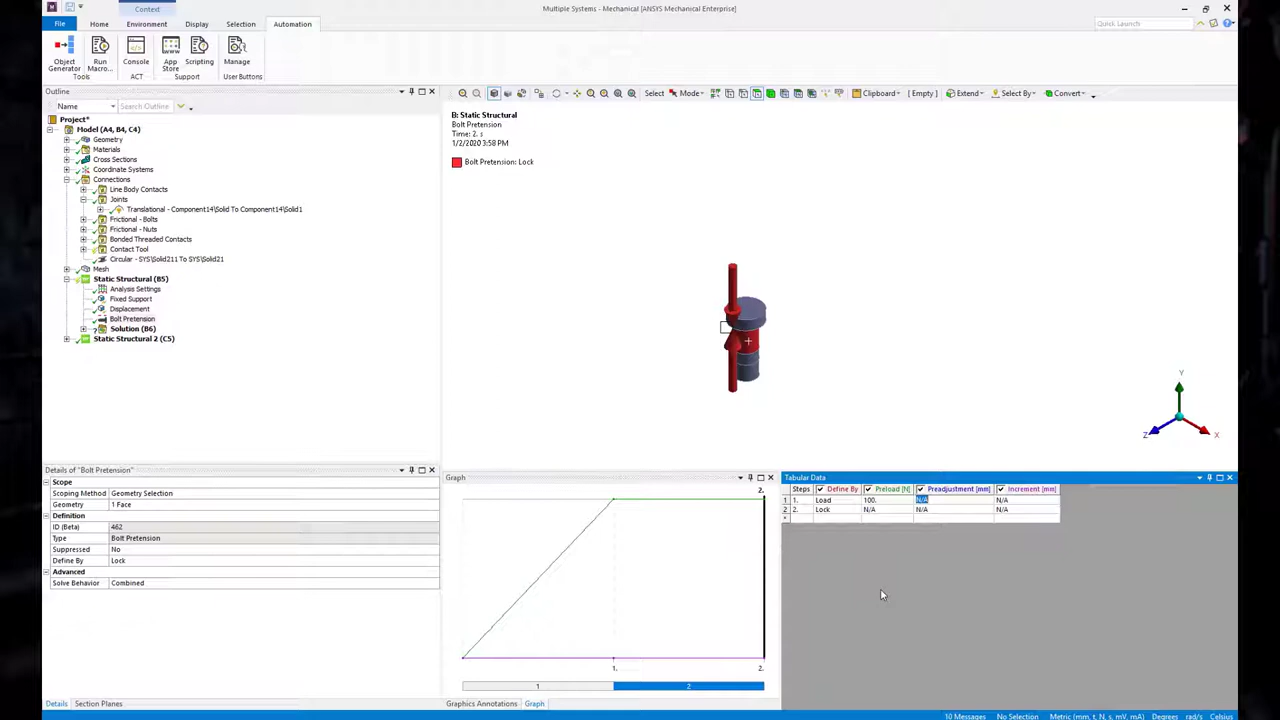 Context
Multiple Systems - Mechanical [ANSYS Mechanical Enterprise]
File Home Environment Display Selection Automation
Quick Launch
Object Generator
Run Macro...
Console
App Store
Scripting
Manage
Tools ACT Support User Buttons
Outline
Name Search Outline
Select Mode Clipboard [ Empty ] Extend Select By Convert
Project*
Model (A4, B4, C4)
Geometry
Materials
Cross Sections
Coordinate Systems
Connections
Line Body Contacts
Joints
Translational - Component14\Solid To Component14\Solid1
Frictional - Bolts
Frictional - Nuts
Bonded Threaded Contacts
Contact Tool
Circular - SYS\Solid211 To SYS\Solid21
Mesh
Static Structural (B5)
Analysis Settings
Fixed Support
Displacement
Bolt Pretension
Solution (B6)
Static Structural 2 (C5)
B: Static Structural
Bolt Pretension
Time: 2. s
1/2/2020 3:58 PM
Bolt Pretension: Lock
Y
Z X
Details of "Bolt Pretension"
Scope
Scoping Method Geometry Selection
Geometry 1 Face
Definition
ID (Beta) 462
Type Bolt Pretension
Suppressed No
Define By Lock
Advanced
Solve Behavior Combined
Graph
2.
1. 2.
1 2
Tabular Data
Steps Define By Preload [N] Preadjustment [mm] Increment [mm]
1 1. Load 100. N/A N/A
2 2. Lock N/A N/A N/A
*
Details Section Planes
Graphics Annotations Graph
10 Messages No Selection Metric (mm, t, N, s, mV, mA) Degrees rad/s Celsius